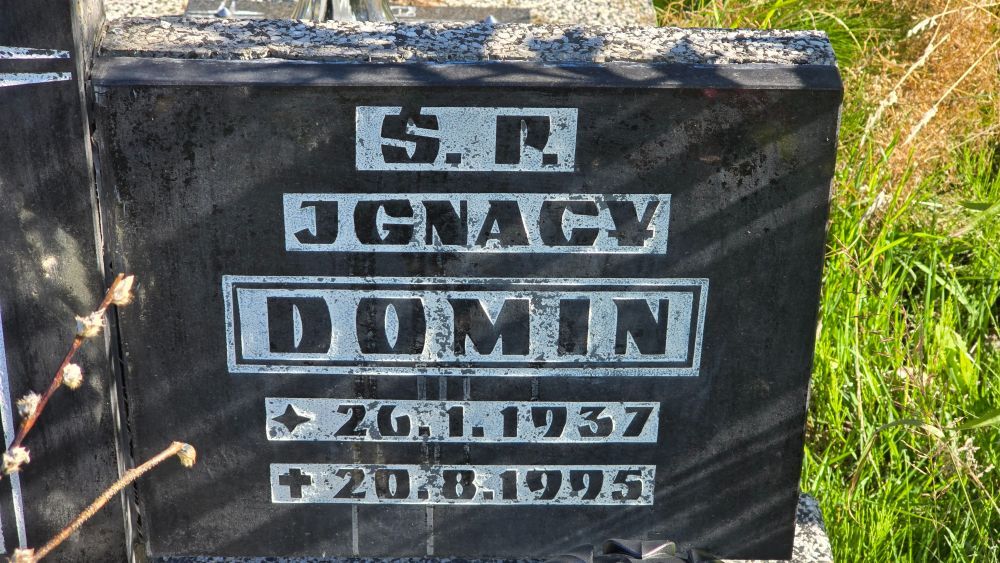 Ś. P.
JGNACY
DOMIN
✦ 26.1.1937
✝ 20.8.1995